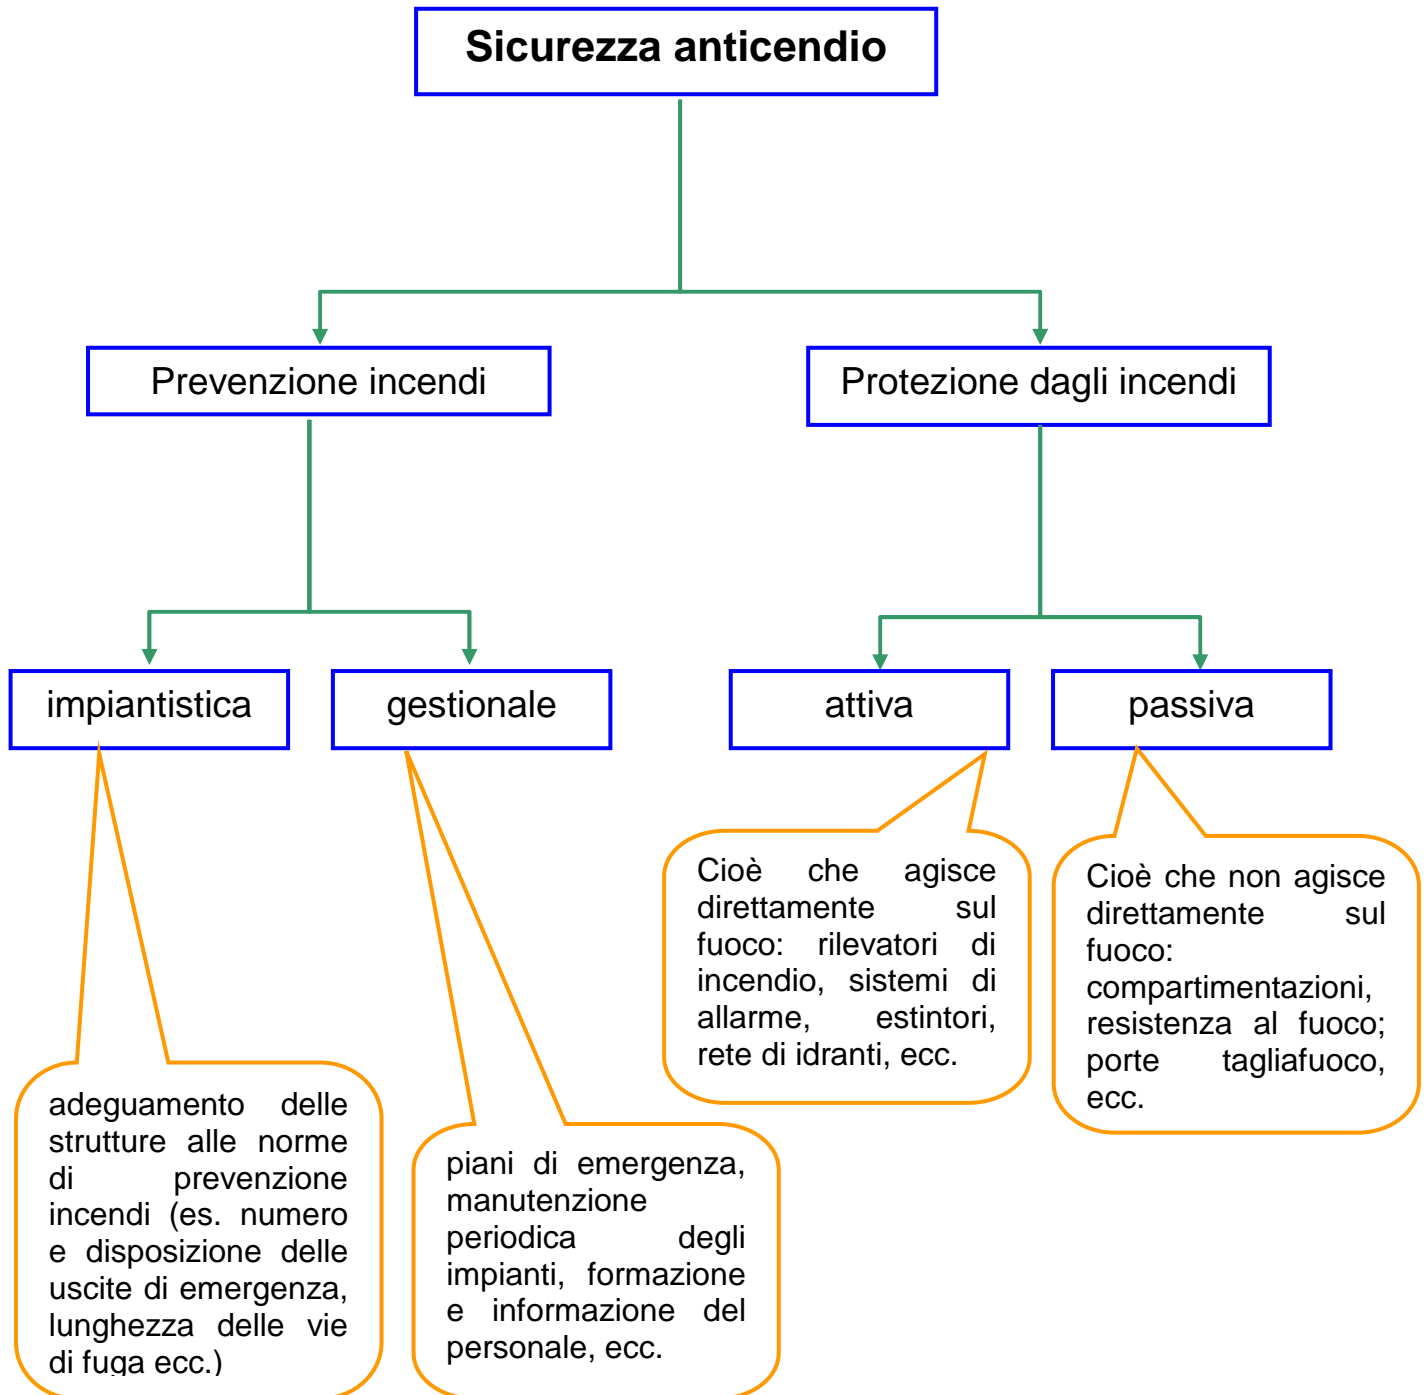 Sicurezza anticendio
Prevenzione incendi
Protezione dagli incendi
impiantistica
gestionale
attiva
passiva
Cioè che agisce
direttamente sul
fuoco: rilevatori di
incendio, sistemi di
allarme, estintori,
rete di idranti, ecc.
Cioè che non agisce
direttamente sul
fuoco:
compartimentazioni,
resistenza al fuoco;
porte tagliafuoco,
ecc.
adeguamento delle
strutture alle norme
di prevenzione
incendi (es. numero
e disposizione delle
uscite di emergenza,
lunghezza delle vie
di fuga ecc.)
piani di emergenza,
manutenzione
periodica degli
impianti, formazione
e informazione del
personale, ecc.